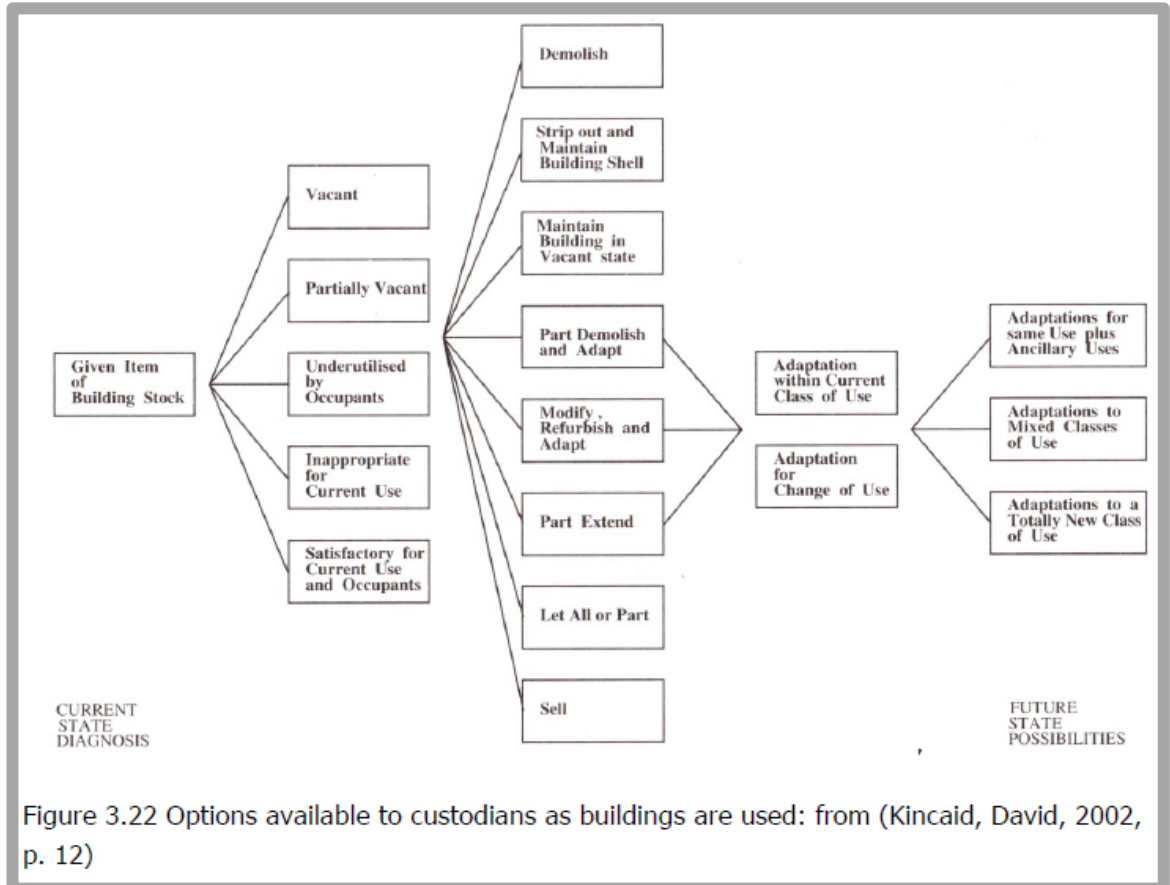 Given Item
of
Building Stock
Vacant
Partially Vacant
Underutilised
by
Occupants
Inappropriate
for
Current Use
Satisfactory for
Current Use
and Occupants
Demolish
Strip out and
Maintain
Building Shell
Maintain
Building in
Vacant state
Part Demolish
and Adapt
Modify,
Refurbish and
Adapt
Part Extend
Let All or Part
Sell
Adaptation
within Current
Class of Use
Adaptation
for
Change of Use
Adaptations for
same Use plus
Ancillary Uses
Adaptations to
Mixed Classes
of Use
Adaptations to a
Totally New Class
of Use
CURRENT
STATE
DIAGNOSIS
FUTURE
STATE
POSSIBILITIES
Figure 3.22 Options available to custodians as buildings are used: from (Kincaid, David, 2002,
p. 12)